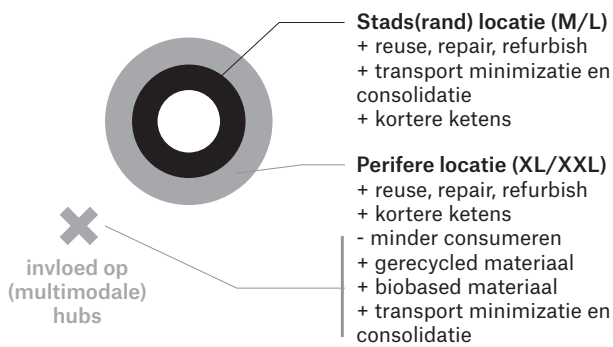 Stads(rand) locatie (M/L)
+ reuse, repair, refurbish
+ transport minimizatie en
consolidatie
+ kortere ketens
Perifere locatie (XL/XXL)
+ reuse, repair, refurbish
+ kortere ketens
- minder consumeren
+ gerecycled materiaal
+ biobased materiaal
+ transport minimizatie en
consolidatie
invloed op
(multimodale)
hubs